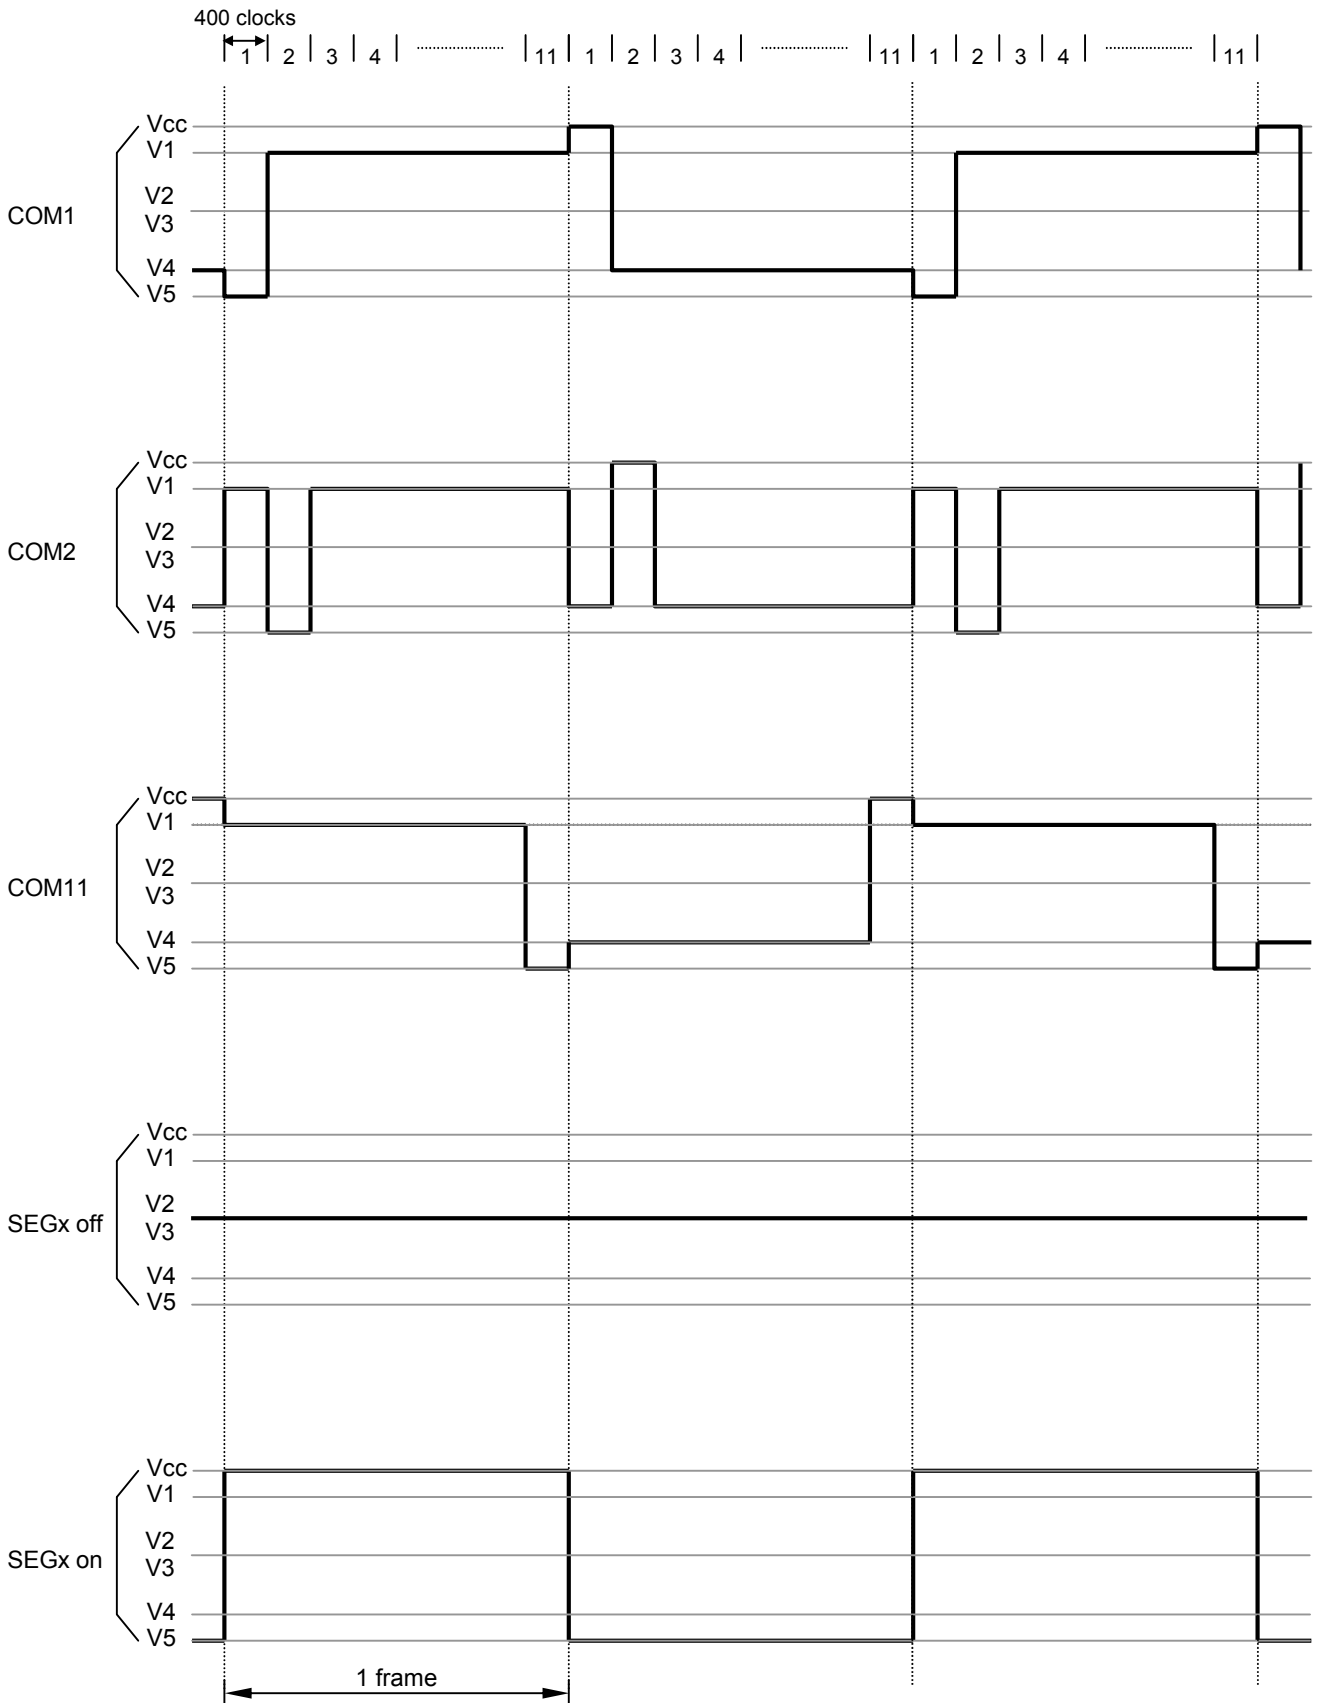 400 clocks
1 2 3 4 ........................ 11 1 2 3 4 ........................ 11 1 2 3 4 ........................ 11
Vcc
V1
V2
COM1
V3
V4
V5
Vcc
V1
V2
COM2
V3
V4
V5
Vcc
V1
V2
COM11
V3
V4
V5
Vcc
V1
V2
SEGx off
V3
V4
V5
Vcc
V1
V2
SEGx on
V3
V4
V5
1 frame